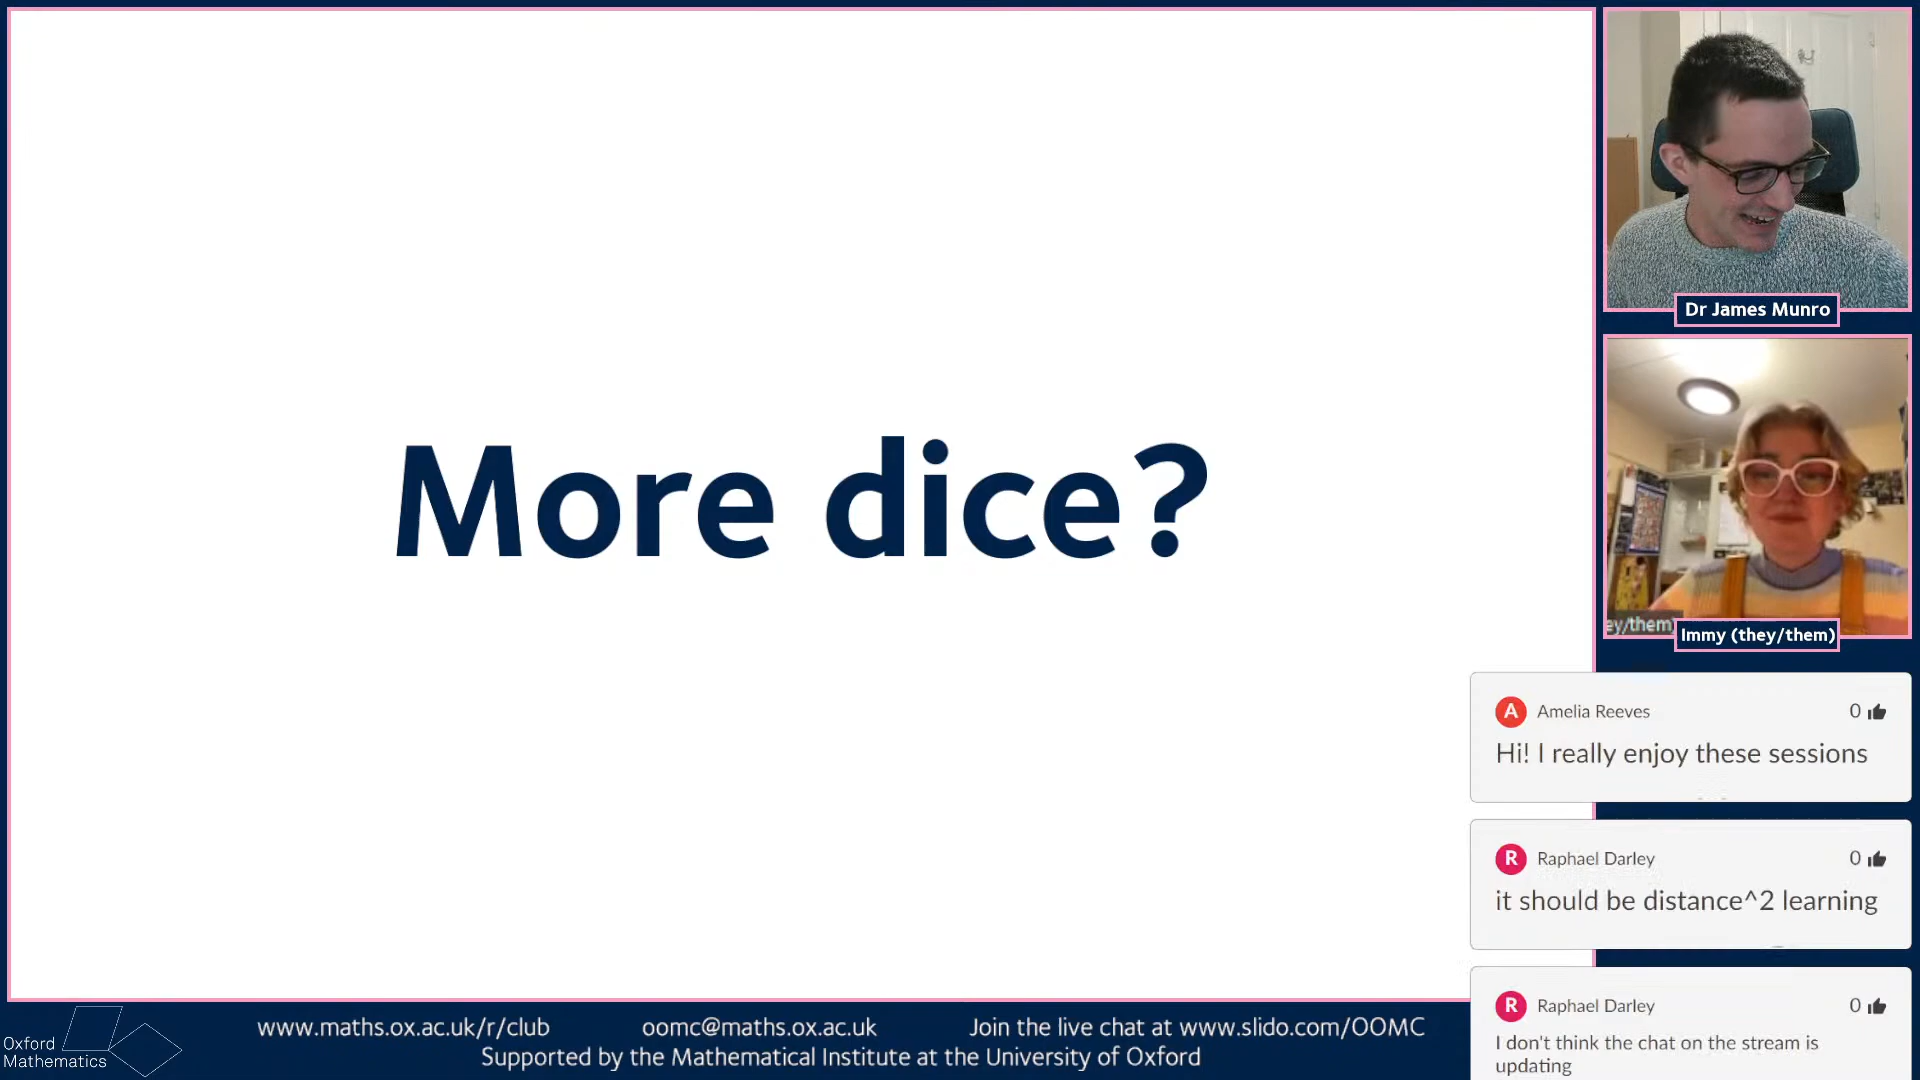 More dice?
Dr James Munro
ey/them)
Immy (they/them)
A Amelia Reeves 0
Hi! I really enjoy these sessions
R Raphael Darley 0
it should be distance^2 learning
R Raphael Darley 0
I don't think the chat on the stream is
updating
Oxford
Mathematics
www.maths.ox.ac.uk/r/club oomc@maths.ox.ac.uk Join the live chat at www.slido.com/OOMC
Supported by the Mathematical Institute at the University of Oxford